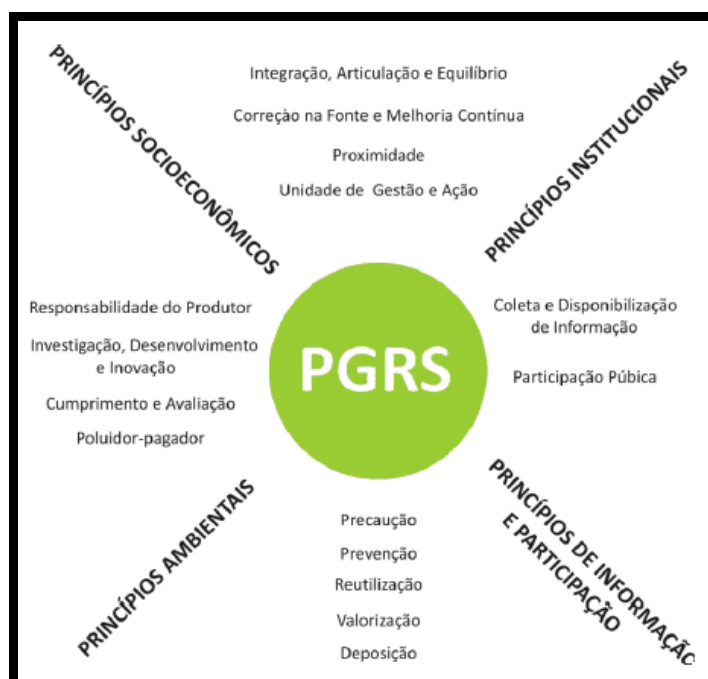 PRINCÍPIOS SOCIOECONÔMICOS
Integração, Articulação e Equilíbrio
Correçào na Fonte e Melhoria Contínua
Proximidade
Unidade de Gestão e Ação
PRINCÍPIOS INSTITUCIONAIS
Responsabilidade do Produtor
Investigação, Desenvolvimento
e Inovação
Cumprimento e Avaliação
Poluidor-pagador
PGRS
Coleta e Disponibilização
de Informação
Participação Púbica
PRINCÍPIOS AMBIENTAIS
Precaução
Prevenção
Reutilização
Valorização
Deposição
PRINCÍPIOS DE INFORMAÇÃO
E PARTICIPAÇÃO